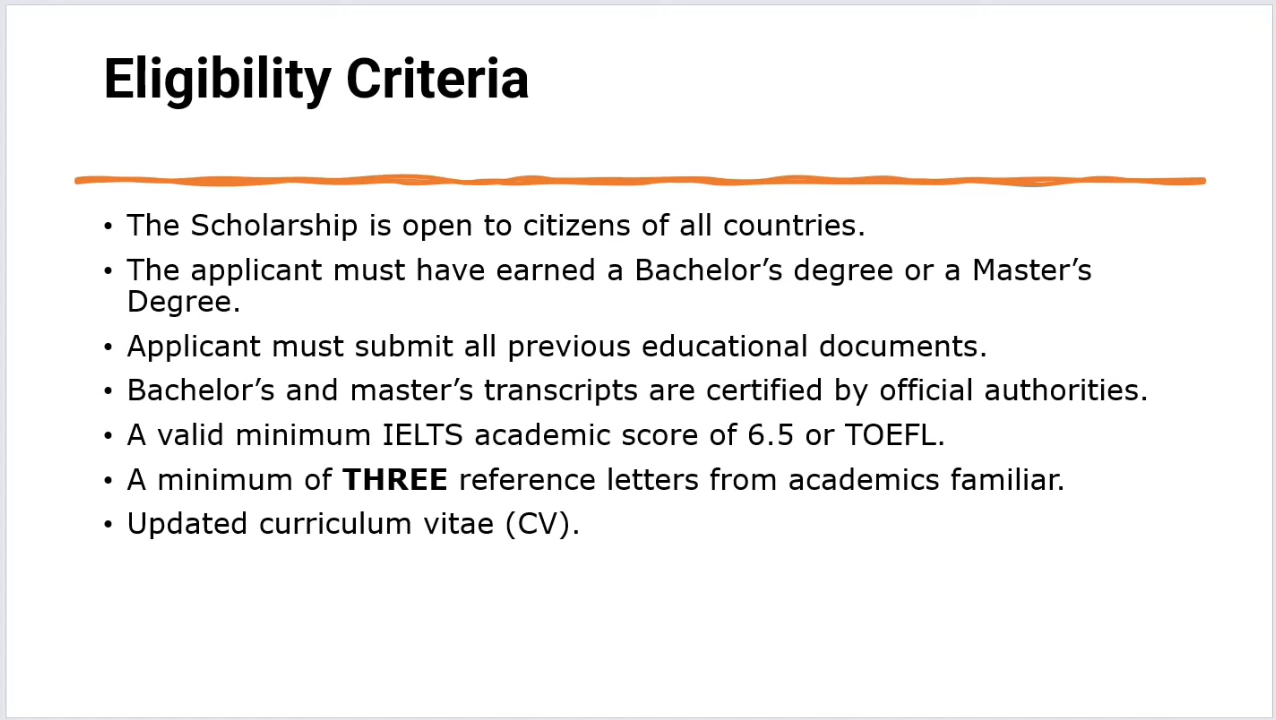 Eligibility Criteria
• The Scholarship is open to citizens of all countries.
• The applicant must have earned a Bachelor’s degree or a Master’s
Degree.
• Applicant must submit all previous educational documents.
• Bachelor’s and master’s transcripts are certified by official authorities.
• A valid minimum IELTS academic score of 6.5 or TOEFL.
• A minimum of THREE reference letters from academics familiar.
• Updated curriculum vitae (CV).